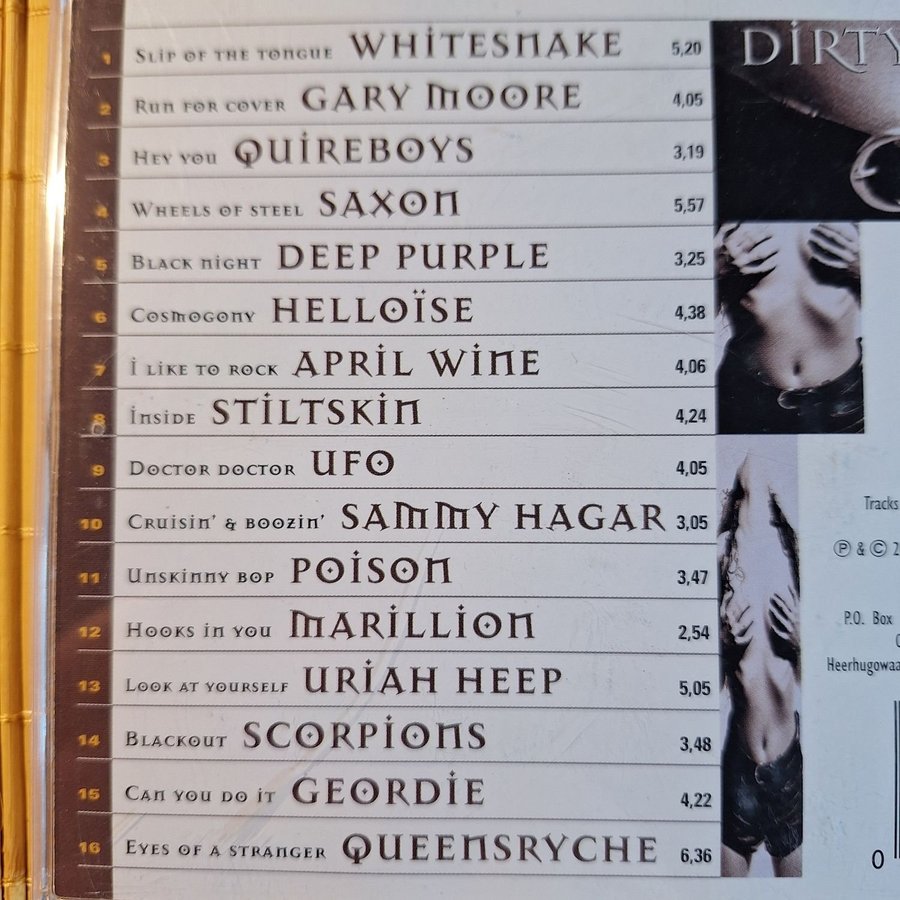 1 Slip of the tongue WHITESNAKE 5,20
2 Run for cover GARY MOORE 4,05
3 Hey you QUIREBOYS 3,19
4 Wheels of steel SAXON 5,57
5 Black night DEEP PURPLE 3,25
6 Cosmogony HELLOÏSE 4,38
7 I like to rock APRIL WINE 4,06
8 Inside STILTSKIN 4,24
9 Doctor doctor UFO 4,05
10 Cruisin' & boozin' SAMMY HAGAR 3,05
11 Unskinny bop POISON 3,47
12 Hooks in you MARILLION 2,54
13 Look at yourself URIAH HEEP 5,05
14 Blackout SCORPIONS 3,48
15 Can you do it GEORDIE 4,22
16 Eyes of a stranger QUEENSRYCHE 6,36
DIRTY
Tracks
℗ & © 2
P.O. Box
Heerhugowaa
0